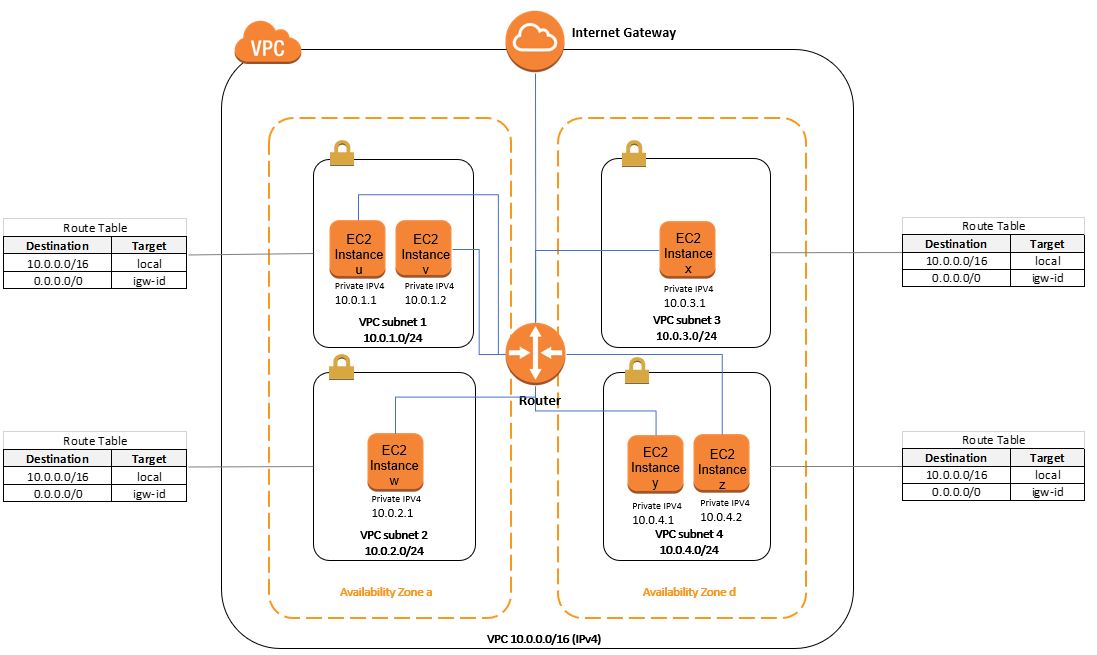 VPC
Internet Gateway
Route Table
Destination Target
10.0.0.0/16 local
0.0.0.0/0 igw-id
EC2
Instance
u
Private IPV4
10.0.1.1
EC2
Instance
v
Private IPV4
10.0.1.2
VPC subnet 1
10.0.1.0/24
EC2
Instance
x
Private IPV4
10.0.3.1
VPC subnet 3
10.0.3.0/24
Route Table
Destination Target
10.0.0.0/16 local
0.0.0.0/0 igw-id
Router
Route Table
Destination Target
10.0.0.0/16 local
0.0.0.0/0 igw-id
EC2
Instance
w
Private IPV4
10.0.2.1
VPC subnet 2
10.0.2.0/24
EC2
Instance
y
Private IPV4
10.0.4.1
EC2
Instance
z
Private IPV4
10.0.4.2
VPC subnet 4
10.0.4.0/24
Route Table
Destination Target
10.0.0.0/16 local
0.0.0.0/0 igw-id
Availability Zone a
Availability Zone d
VPC 10.0.0.0/16 (IPv4)